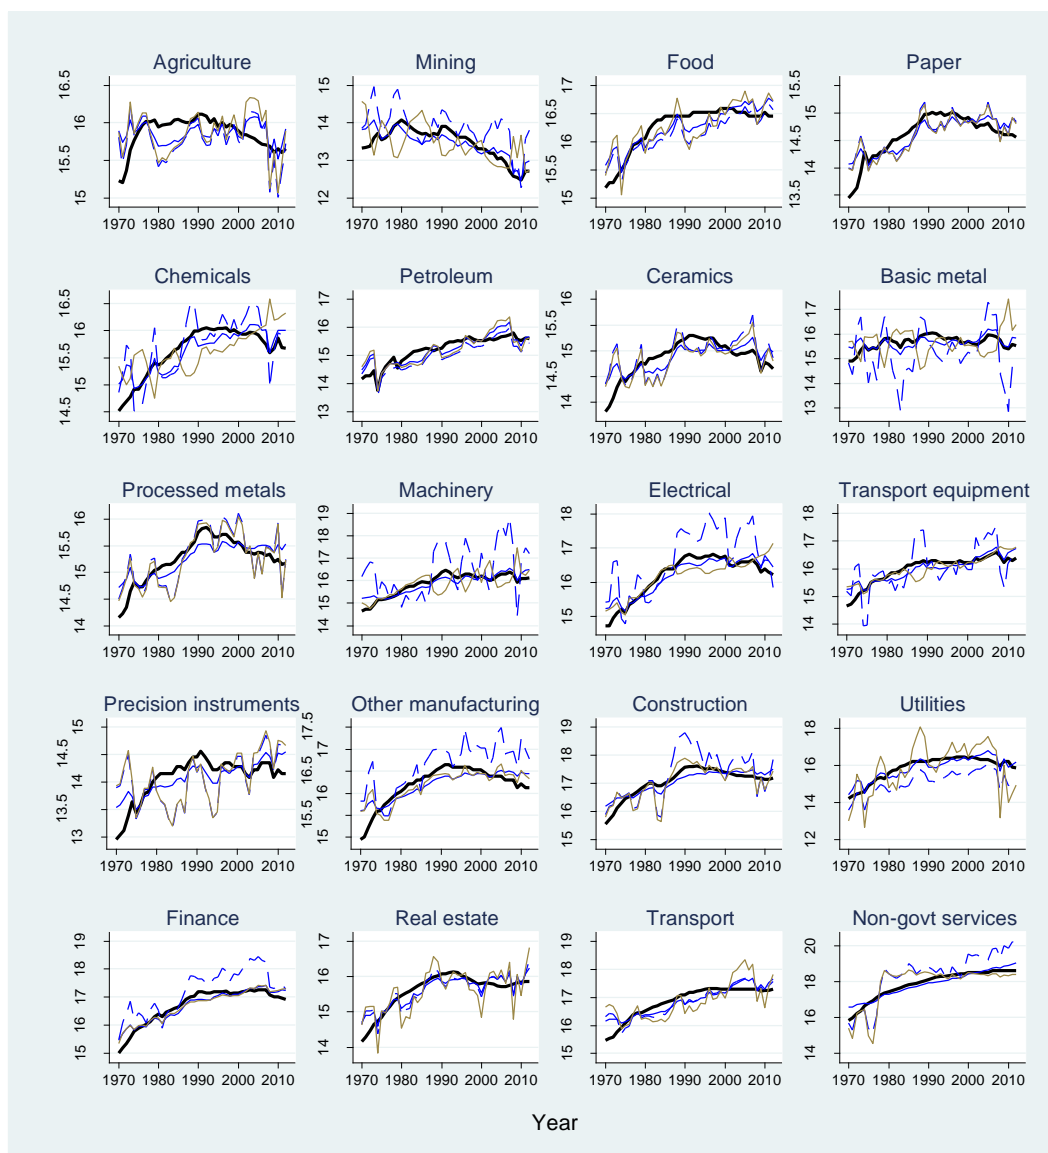 Agriculture
16.5
16
15.5
15
1970 1980 1990 2000 2010
Mining
15
14
13
12
1970 1980 1990 2000 2010
Food
17
16.5
16
15.5
15
1970 1980 1990 2000 2010
Paper
15.5
15
14.5
14
13.5
1970 1980 1990 2000 2010
Chemicals
16.5
16
15.5
15
14.5
1970 1980 1990 2000 2010
Petroleum
17
16
15
14
13
1970 1980 1990 2000 2010
Ceramics
16
15.5
15
14.5
14
1970 1980 1990 2000 2010
Basic metal
17
16
15
14
13
1970 1980 1990 2000 2010
Processed metals
16
15.5
15
14.5
14
1970 1980 1990 2000 2010
Machinery
19
18
17
16
15
14
1970 1980 1990 2000 2010
Electrical
18
17
16
15
1970 1980 1990 2000 2010
Transport equipment
18
17
16
15
14
1970 1980 1990 2000 2010
Precision instruments
15
14.5
14
13.5
13
1970 1980 1990 2000 2010
Other manufacturing
17.5
17
16.5
16
15.5
15
1970 1980 1990 2000 2010
Construction
19
18
17
16
15
1970 1980 1990 2000 2010
Utilities
18
16
14
12
1970 1980 1990 2000 2010
Finance
19
18
17
16
15
1970 1980 1990 2000 2010
Real estate
17
16
15
14
1970 1980 1990 2000 2010
Transport
19
18
17
16
15
1970 1980 1990 2000 2010
Non-govt services
20
18
16
14
1970 1980 1990 2000 2010
Year